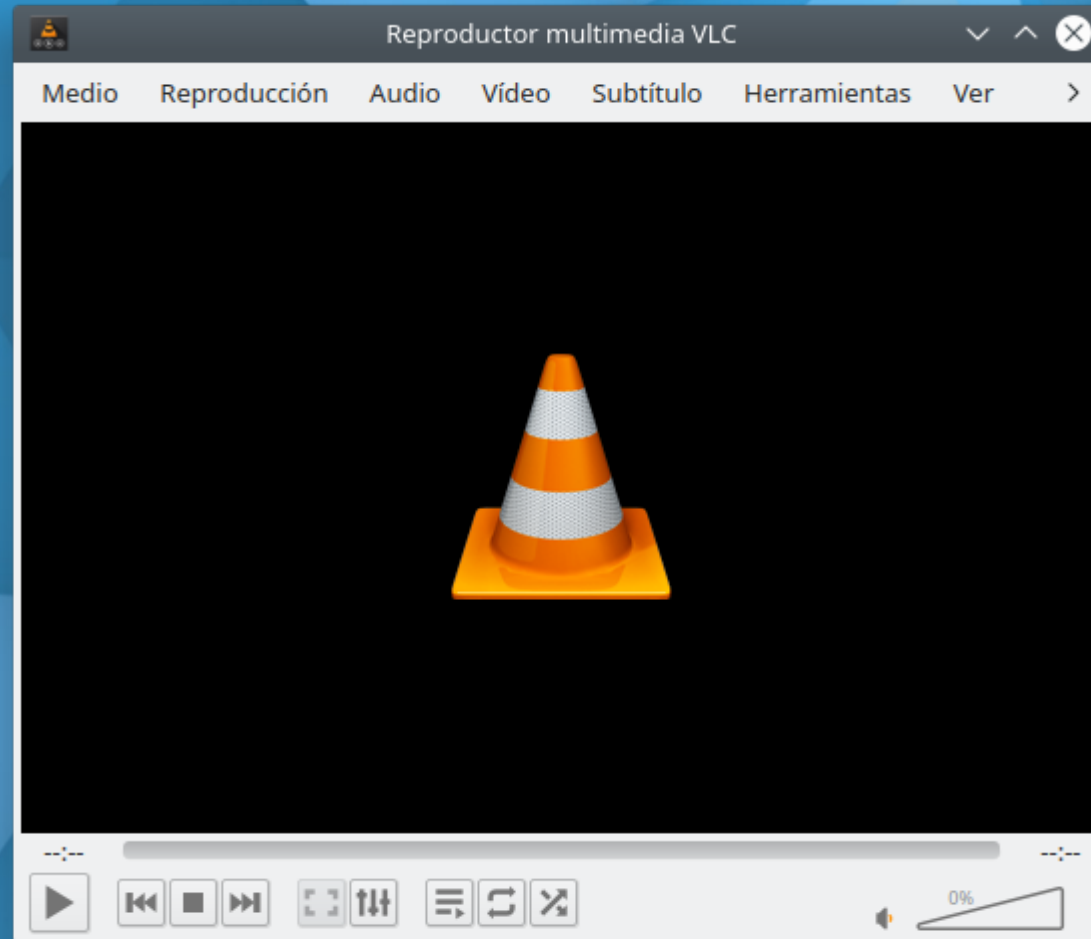 Reproductor multimedia VLC
Medio Reproducción Audio Vídeo Subtítulo Herramientas Ver
--:-- --:--
0%